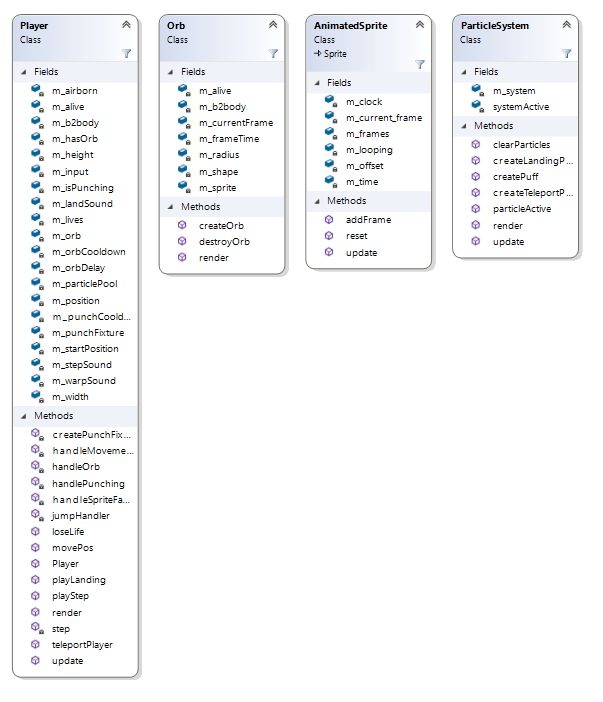 Player
Class
Fields
m_airborn
m_alive
m_b2body
m_hasOrb
m_height
m_input
m_isPunching
m_landSound
m_lives
m_orb
m_orbCooldown
m_orbDelay
m_particlePool
m_position
m_punchCoold...
m_punchFixture
m_startPosition
m_stepSound
m_warpSound
m_width
Methods
createPunchFix...
handleMoveme...
handleOrb
handlePunching
handleSpriteFa...
jumpHandler
loseLife
movePos
Player
playLanding
playStep
render
step
teleportPlayer
update
Orb
Class
Fields
m_alive
m_b2body
m_currentFrame
m_frameTime
m_radius
m_shape
m_sprite
Methods
createOrb
destroyOrb
render
AnimatedSprite
Class
Sprite
Fields
m_clock
m_current_frame
m_frames
m_looping
m_offset
m_time
Methods
addFrame
reset
update
ParticleSystem
Class
Fields
m_system
systemActive
Methods
clearParticles
createLandingP...
createPuff
createTeleportP...
particleActive
render
update